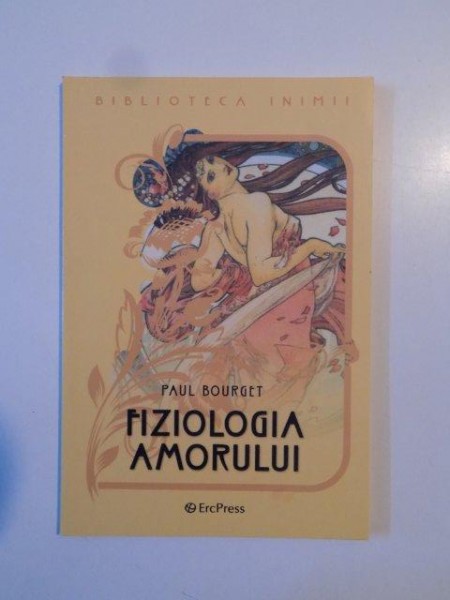 BIBLIOTECA INIMII
PAUL BOURGET
FIZIOLOGIA
AMORULUI
ErcPress